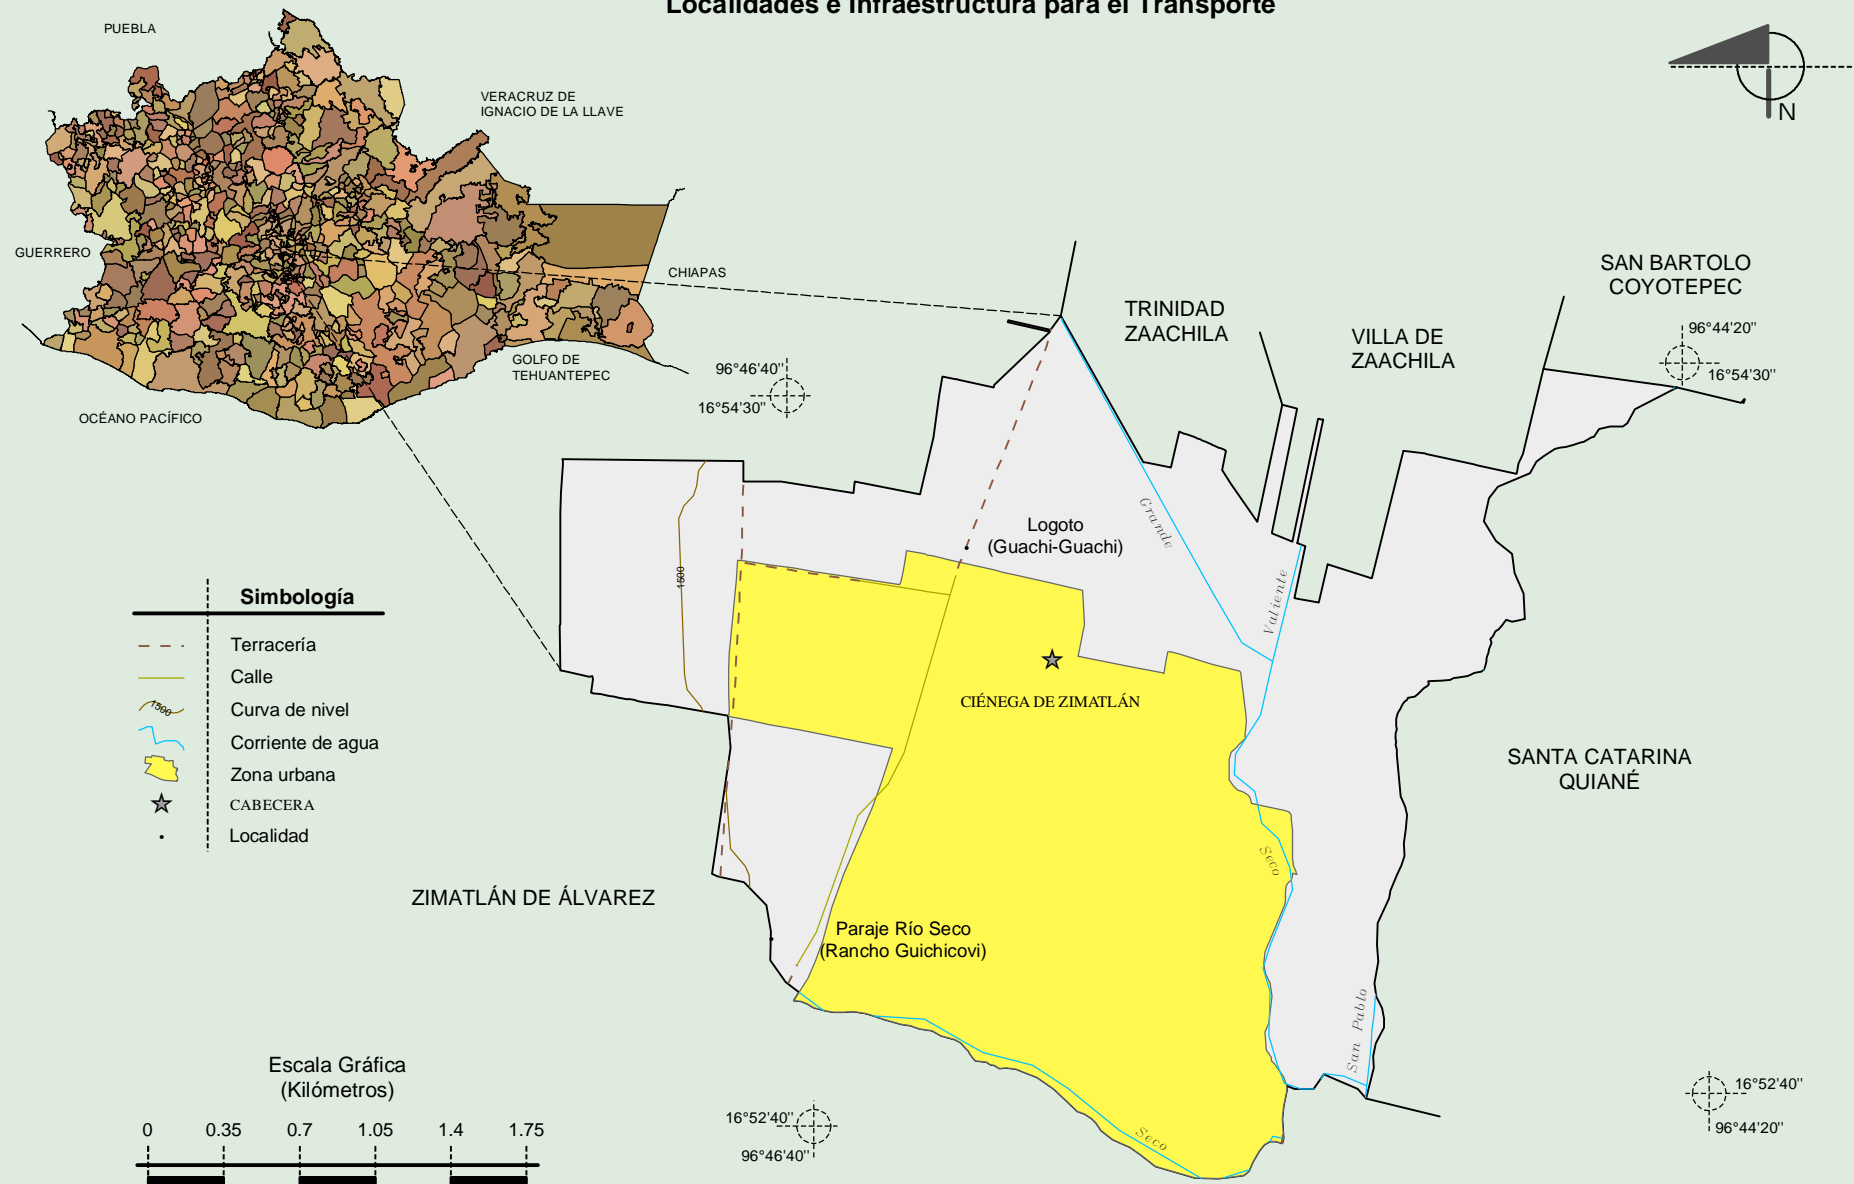 Localidades e Infraestructura para el Transporte
PUEBLA
VERACRUZ DE
IGNACIO DE LA LLAVE
GUERRERO
CHIAPAS
GOLFO DE
TEHUANTEPEC
OCÉANO PACÍFICO
N
96°46'40''
16°54'30''
TRINIDAD
ZAACHILA
VILLA DE
ZAACHILA
SAN BARTOLO
COYOTEPEC
96°44'20''
16°54'30''
Logoto
(Guachi-Guachi)
Grande
Valiente
1500
CIÉNEGA DE ZIMATLÁN
SANTA CATARINA
QUIANÉ
Seco
ZIMATLÁN DE ÁLVAREZ
Paraje Río Seco
(Rancho Guichicovi)
San Pablo
Seco
Simbología
Terracería
Calle
1500
Curva de nivel
Corriente de agua
Zona urbana
CABECERA
Localidad
Escala Gráfica
(Kilómetros)
0 0.35 0.7 1.05 1.4 1.75
16°52'40''
96°46'40''
16°52'40''
96°44'20''